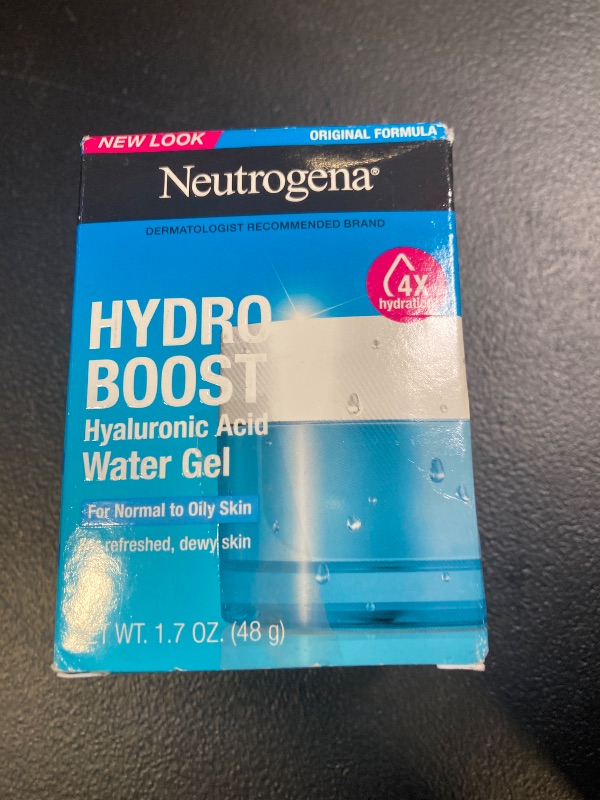 NEW LOOK
ORIGINAL FORMULA
Neutrogena®
DERMATOLOGIST RECOMMENDED BRAND
4X
hydration
HYDRO
BOOST
Hyaluronic Acid
Water Gel
For Normal to Oily Skin
refreshed, dewy skin
NET WT. 1.7 OZ. (48 g)